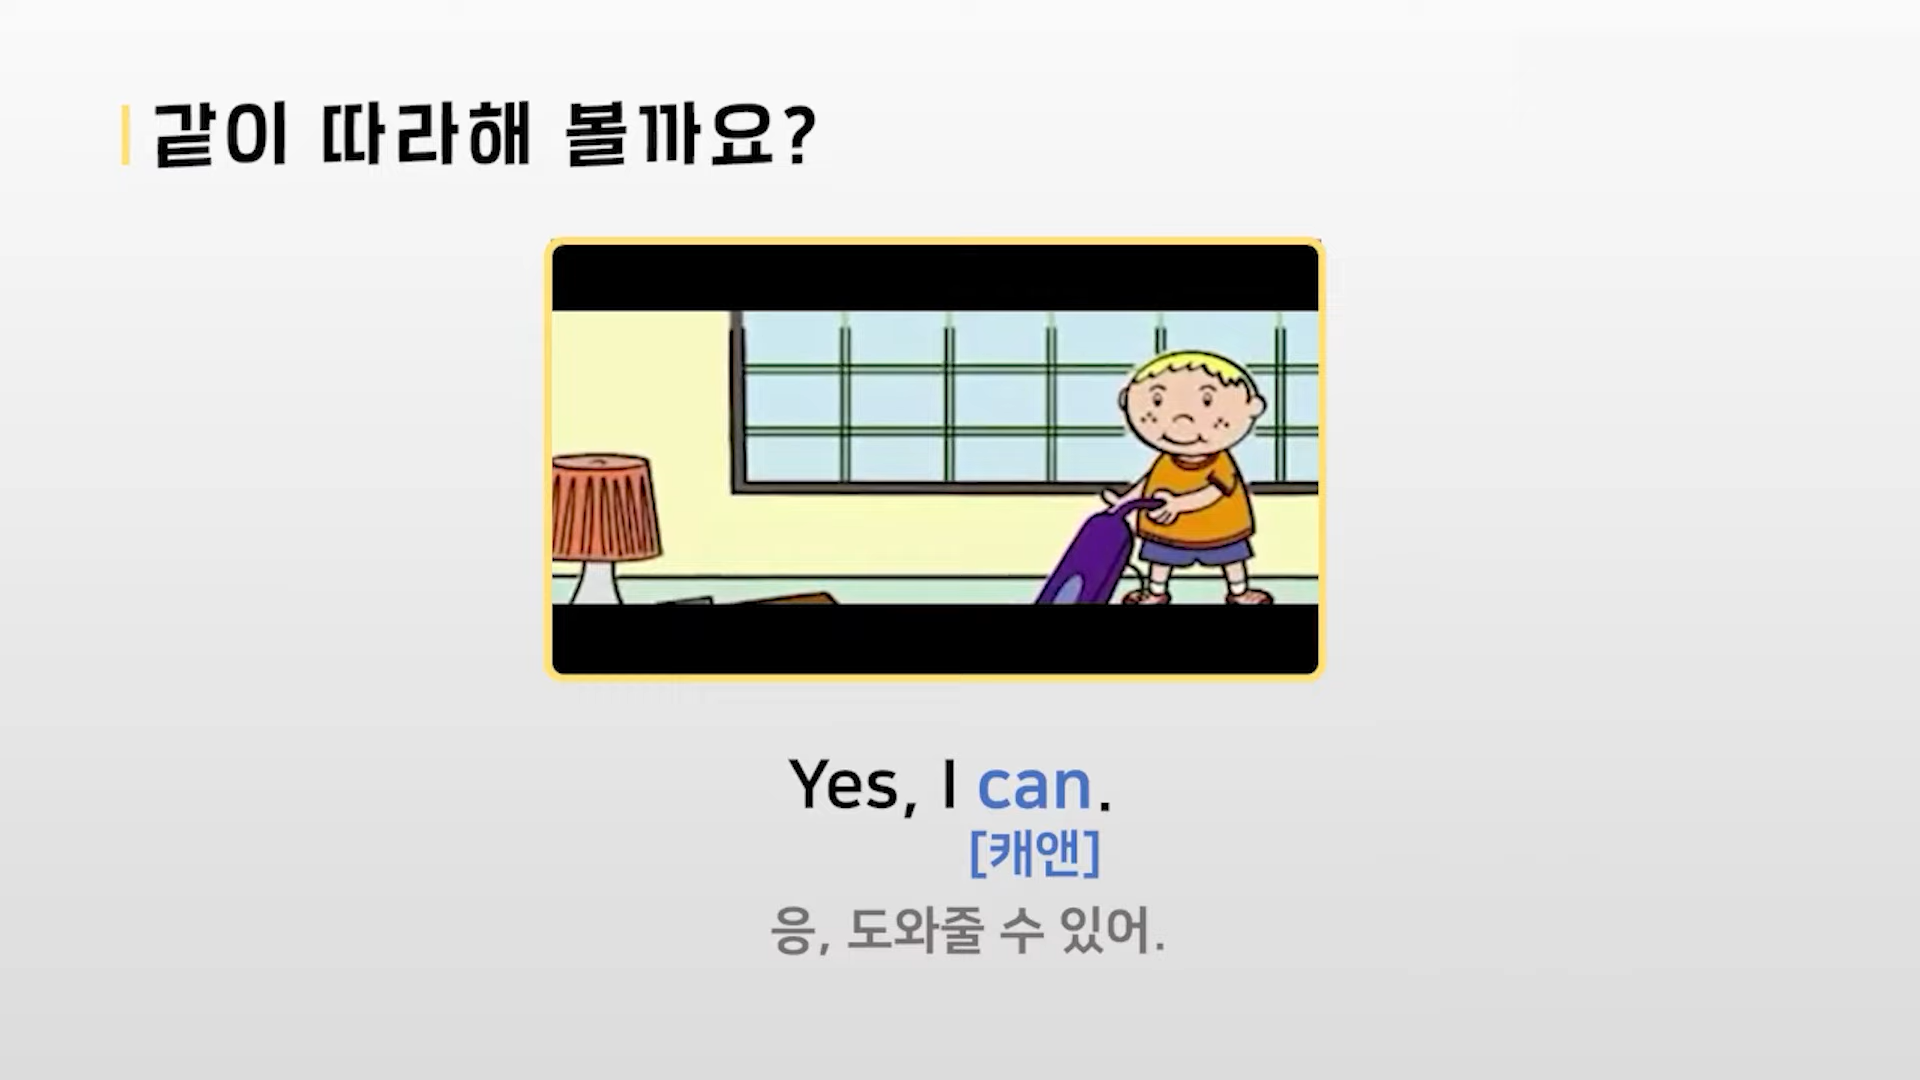 같이 따라해 볼까요?
Yes, I can.
[캐앤]
응, 도와줄 수 있어.